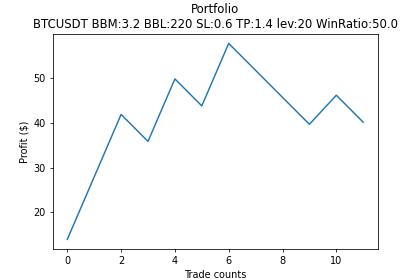 Portfolio
BTCUSDT BBM:3.2 BBL:220 SL:0.6 TP:1.4 lev:20 WinRatio:50.0
50
40
30
20
Profit ($)
0 2 4 6 8 10
Trade counts